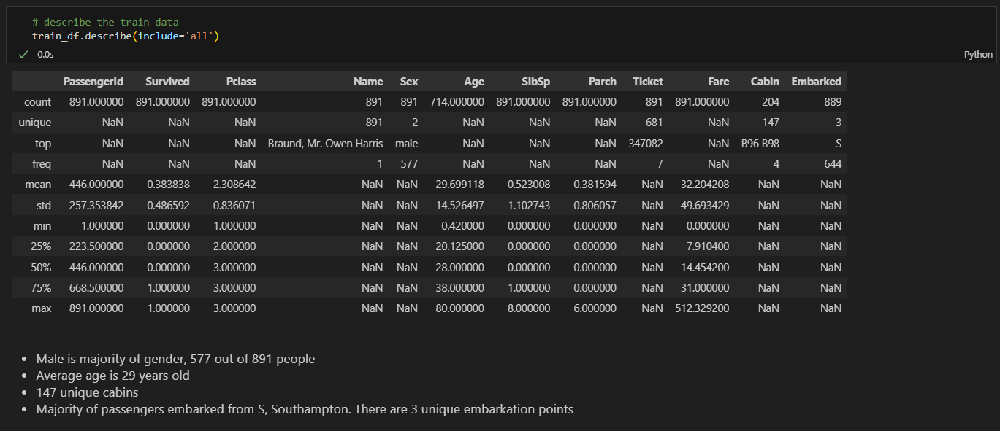 # describe the train data
train_df.describe(include='all')
✓ 0.0s Python
PassengerId Survived Pclass Name Sex Age SibSp Parch Ticket Fare Cabin Embarked
count 891.000000 891.000000 891.000000 891 891 714.000000 891.000000 891.000000 891 891.000000 204 889
unique NaN NaN NaN 891 2 NaN NaN NaN 681 NaN 147 3
top NaN NaN NaN Braund, Mr. Owen Harris male NaN NaN NaN 347082 NaN B96 B98 S
freq NaN NaN NaN 1 577 NaN NaN NaN 7 NaN 4 644
mean 446.000000 0.383838 2.308642 NaN NaN 29.699118 0.523008 0.381594 NaN 32.204208 NaN NaN
std 257.353842 0.486592 0.836071 NaN NaN 14.526497 1.102743 0.806057 NaN 49.693429 NaN NaN
min 1.000000 0.000000 1.000000 NaN NaN 0.420000 0.000000 0.000000 NaN 0.000000 NaN NaN
25% 223.500000 0.000000 2.000000 NaN NaN 20.125000 0.000000 0.000000 NaN 7.910400 NaN NaN
50% 446.000000 0.000000 3.000000 NaN NaN 28.000000 0.000000 0.000000 NaN 14.454200 NaN NaN
75% 668.500000 1.000000 3.000000 NaN NaN 38.000000 1.000000 0.000000 NaN 31.000000 NaN NaN
max 891.000000 1.000000 3.000000 NaN NaN 80.000000 8.000000 6.000000 NaN 512.329200 NaN NaN
• Male is majority of gender, 577 out of 891 people
• Average age is 29 years old
• 147 unique cabins
• Majority of passengers embarked from S, Southampton. There are 3 unique embarkation points